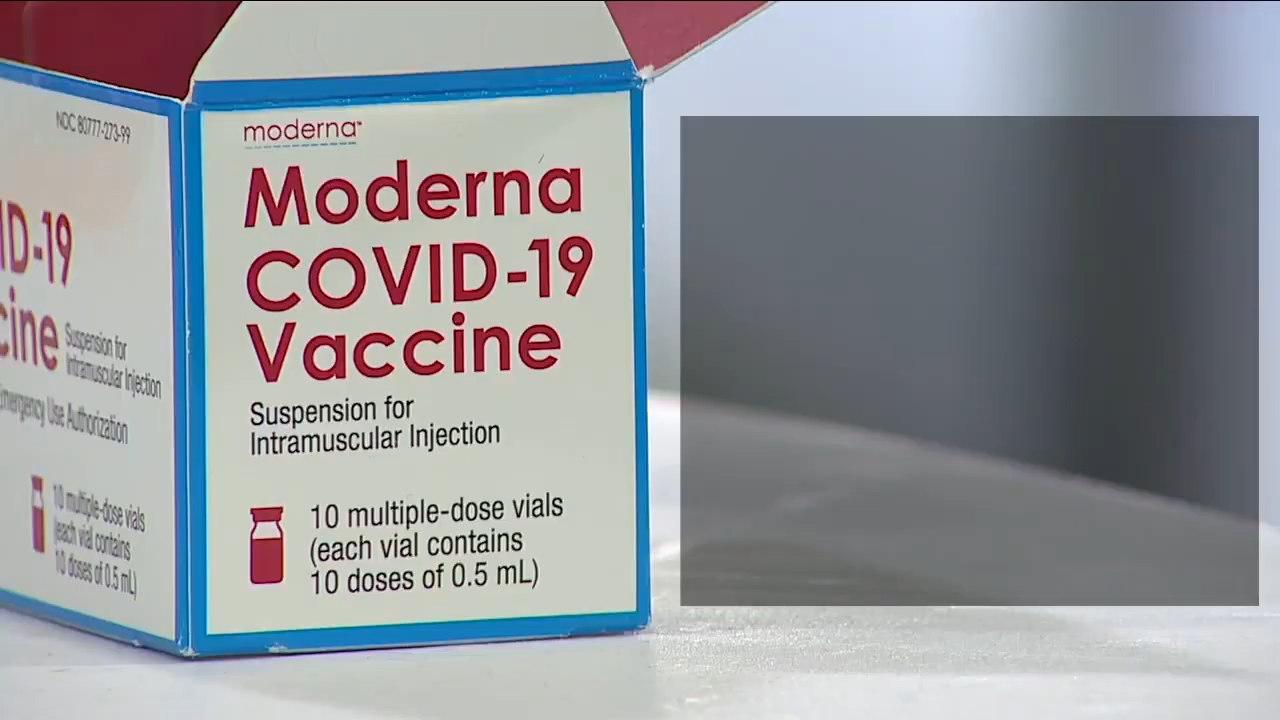 NDC 80777-273-99
ID-19
cine
Suspension for
Intramuscular Injection
Emergency Use Authorization
10 multiple-dose vials
(each vial contains
10 doses of 0.5 mL)
moderna™
Moderna
COVID-19
Vaccine
Suspension for
Intramuscular Injection
10 multiple-dose vials
(each vial contains
10 doses of 0.5 mL)